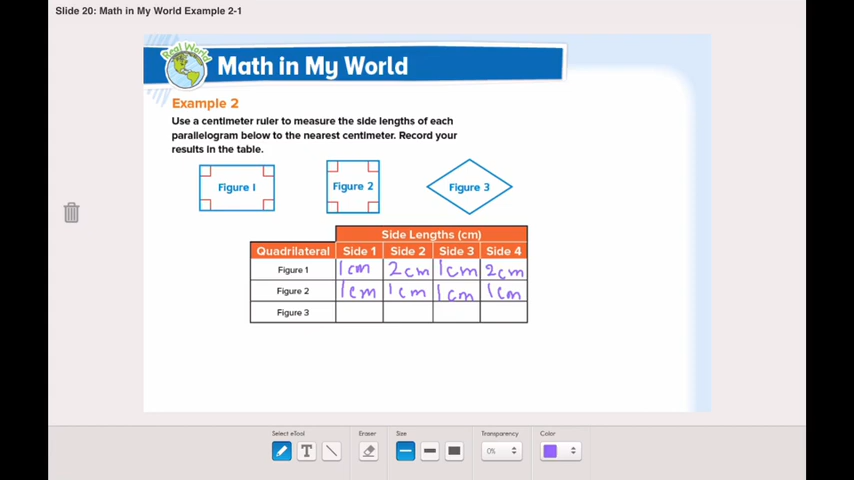 Slide 20: Math in My World Example 2-1
Real World
Math in My World
Example 2
Use a centimeter ruler to measure the side lengths of each
parallelogram below to the nearest centimeter. Record your
results in the table.
Figure 1
Figure 2
Figure 3
Side Lengths (cm)
Quadrilateral Side 1 Side 2 Side 3 Side 4
Figure 1 1cm 2cm 1cm 2cm
Figure 2 1cm 1cm 1cm 1cm
Figure 3
Select eTool Eraser Size Transparency Color
T 0%